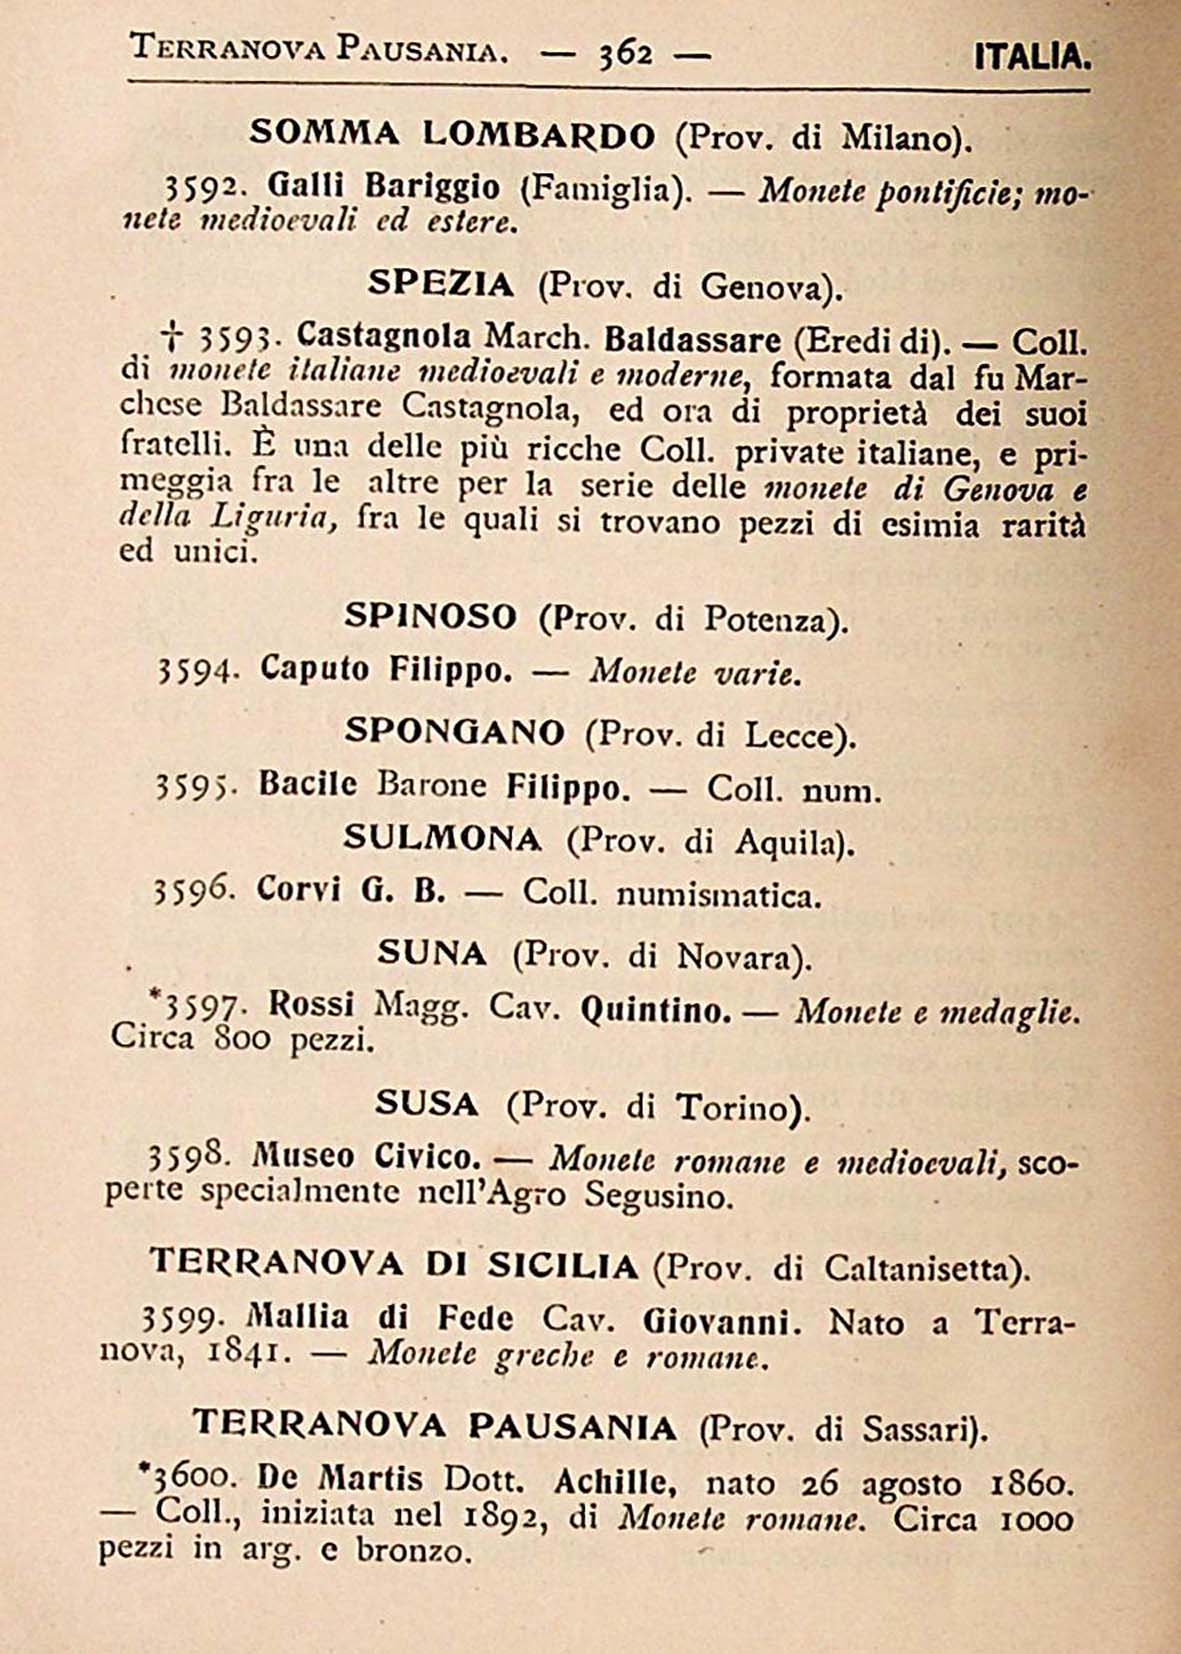 TERRANOVA PAUSANIA. — 362 — ITALIA.
SOMMA LOMBARDO (Prov. di Milano).
3592. Galli Bariggio (Famiglia). — Monete pontificie; mo-
nete medioevali ed estere.
SPEZIA (Prov. di Genova).
† 3593. Castagnola March. Baldassare (Eredi di). — Coll.
di monete italiane medioevali e moderne, formata dal fu Mar-
chese Baldassare Castagnola, ed ora di proprietà dei suoi
fratelli. È una delle più ricche Coll. private italiane, e pri-
meggia fra le altre per la serie delle monete di Genova e
della Liguria, fra le quali si trovano pezzi di esimia rarità
ed unici.
SPINOSO (Prov. di Potenza).
3594. Caputo Filippo. — Monete varie.
SPONGANO (Prov. di Lecce).
3595. Bacile Barone Filippo. — Coll. num.
SULMONA (Prov. di Aquila).
3596. Corvi G. B. — Coll. numismatica.
SUNA (Prov. di Novara).
*3597. Rossi Magg. Cav. Quintino. — Monete e medaglie.
Circa 800 pezzi.
SUSA (Prov. di Torino).
3598. Museo Civico. — Monete romane e medioevali, sco-
perte specialmente nell'Agro Segusino.
TERRANOVA DI SICILIA (Prov. di Caltanisetta).
3599. Mallia di Fede Cav. Giovanni. Nato a Terra-
nova, 1841. — Monete greche e romane.
TERRANOVA PAUSANIA (Prov. di Sassari).
*3600. De Martis Dott. Achille, nato 26 agosto 1860.
— Coll., iniziata nel 1892, di Monete romane. Circa 1000
pezzi in arg. e bronzo.